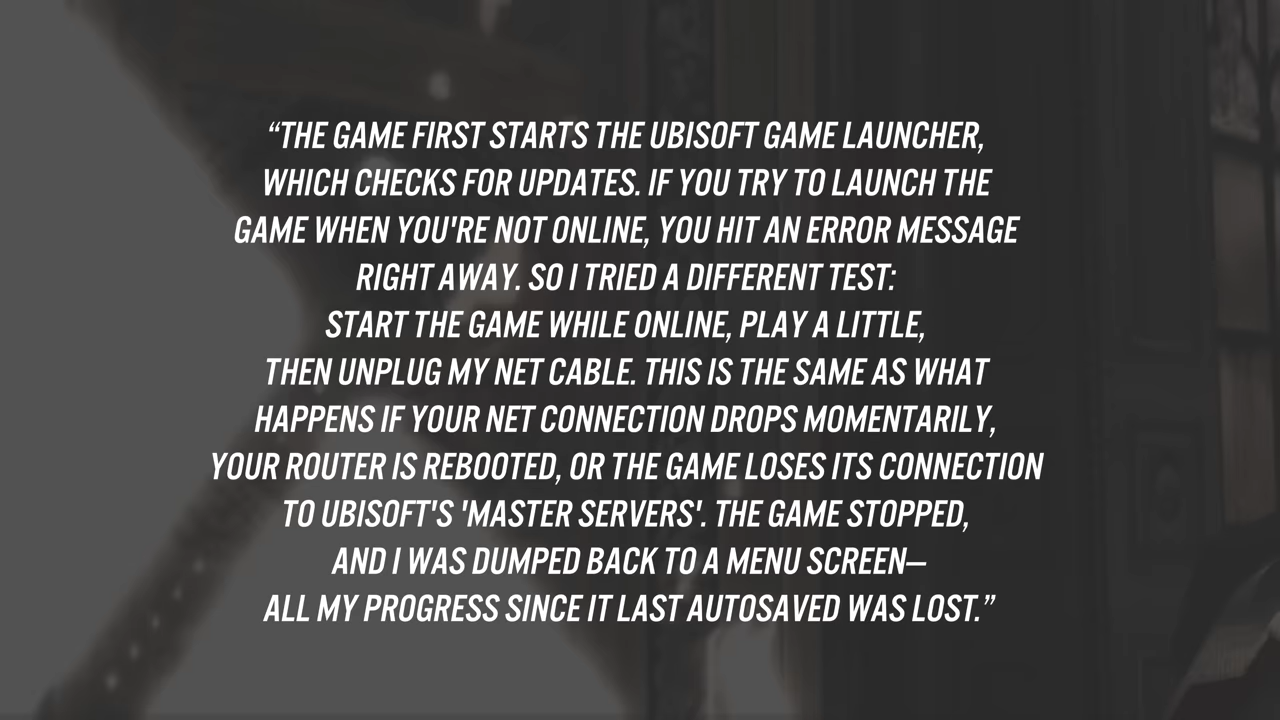 “THE GAME FIRST STARTS THE UBISOFT GAME LAUNCHER,
WHICH CHECKS FOR UPDATES. IF YOU TRY TO LAUNCH THE
GAME WHEN YOU'RE NOT ONLINE, YOU HIT AN ERROR MESSAGE
RIGHT AWAY. SO I TRIED A DIFFERENT TEST:
START THE GAME WHILE ONLINE, PLAY A LITTLE,
THEN UNPLUG MY NET CABLE. THIS IS THE SAME AS WHAT
HAPPENS IF YOUR NET CONNECTION DROPS MOMENTARILY,
YOUR ROUTER IS REBOOTED, OR THE GAME LOSES ITS CONNECTION
TO UBISOFT'S 'MASTER SERVERS'. THE GAME STOPPED,
AND I WAS DUMPED BACK TO A MENU SCREEN—
ALL MY PROGRESS SINCE IT LAST AUTOSAVED WAS LOST.”